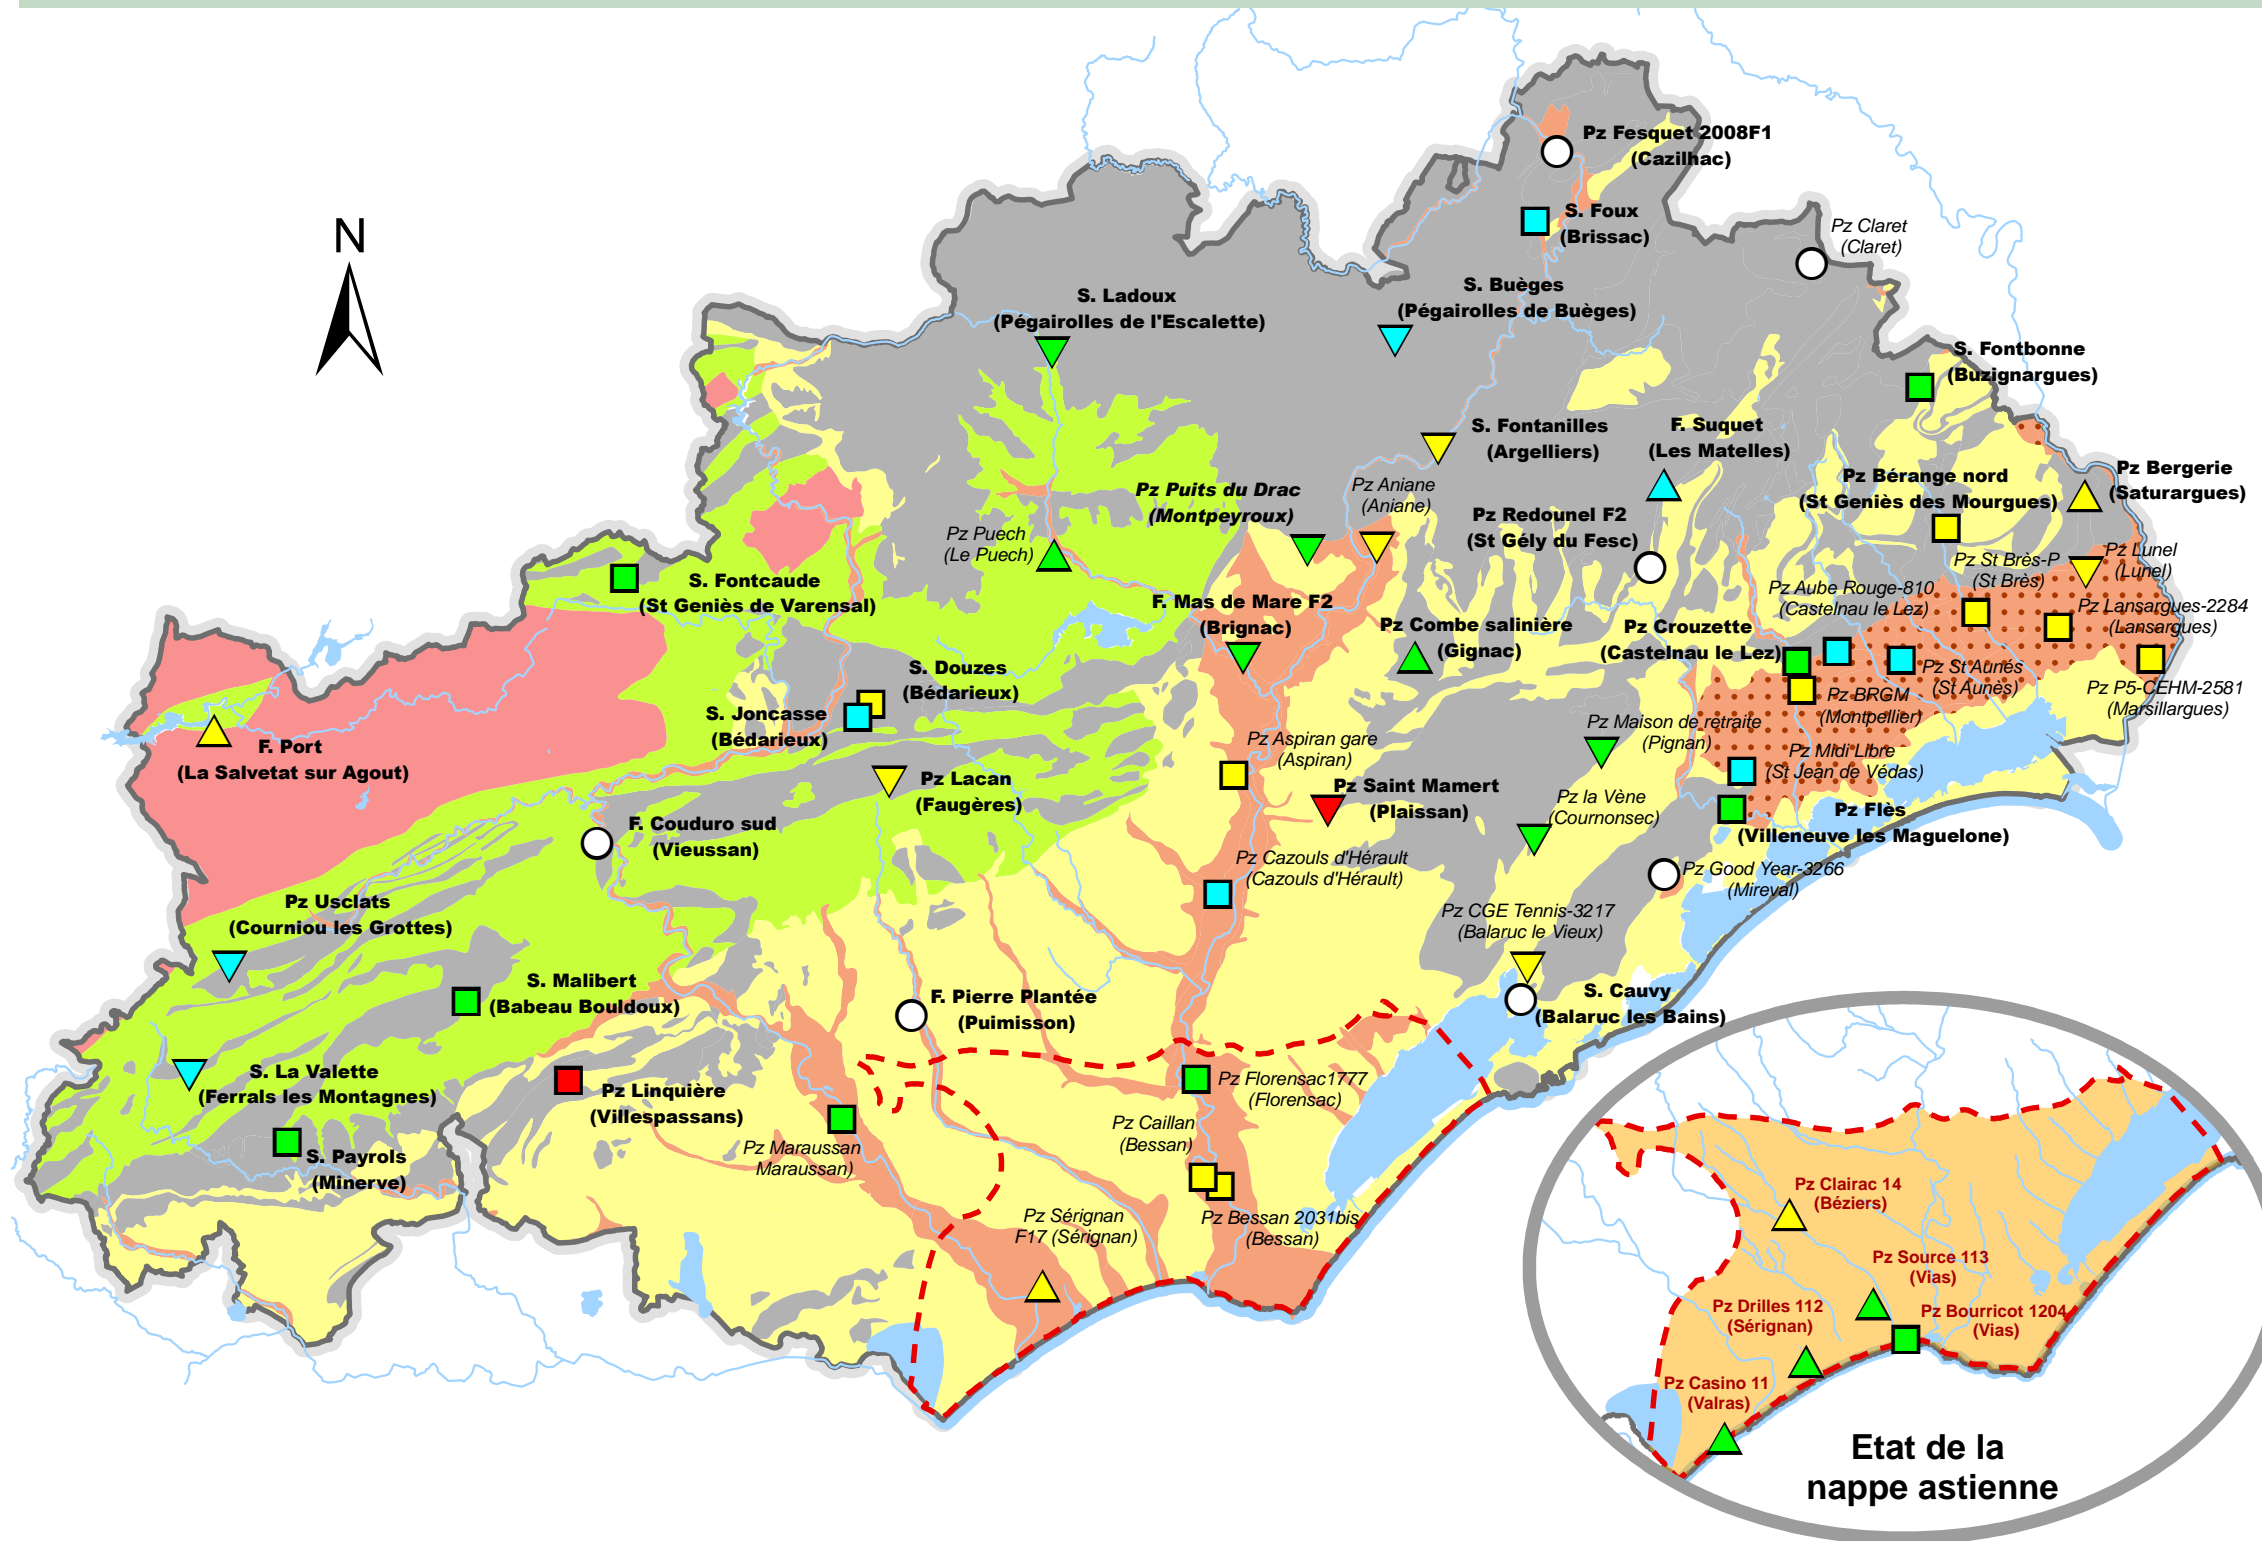 N
Pz Fesquet 2008F1
(Cazilhac)
S. Foux
(Brissac)
Pz Claret
(Claret)
S. Ladoux
(Pégairolles de l'Escalette)
S. Buèges
(Pégairolles de Buèges)
S. Fontbonne
(Buzignargues)
S. Fontanilles
(Argelliers)
F. Suquet
(Les Matelles)
Pz Bérange nord
(St Geniès des Mourgues)
Pz Bergerie
(Saturargues)
Pz Puits du Drac
(Montpeyroux)
Pz Aniane
(Aniane)
Pz Redounel F2
(St Gély du Fesc)
Pz Puech
(Le Puech)
Pz St Brès-P
(St Brès)
Pz Lunel
(Lunel)
S. Fontcaude
(St Geniès de Varensal)
F. Mas de Mare F2
(Brignac)
Pz Aube Rouge-810
(Castelnau le Lez)
Pz Lansargues-2284
(Lansargues)
Pz Combe salinière
(Gignac)
Pz Crouzette
(Castelnau le Lez)
S. Douzes
(Bédarieux)
Pz St Aunés
(St Aunès)
Pz P5-CEHM-2581
(Marsillargues)
S. Joncasse
(Bédarieux)
Pz BRGM
(Montpellier)
Pz Maison de retraite
(Pignan)
F. Port
(La Salvetat sur Agout)
Pz Aspiran gare
(Aspiran)
Pz Midi Libre
(St Jean de Védas)
Pz Lacan
(Faugères)
Pz Saint Mamert
(Plaissan)
Pz la Vène
(Cournonsec)
Pz Flès
(Villeneuve les Maguelone)
F. Couduro sud
(Vieussan)
Pz Cazouls d'Hérault
(Cazouls d'Hérault)
Pz Good Year-3266
(Mireval)
Pz Usclats
(Courniou les Grottes)
Pz CGE Tennis-3217
(Balaruc le Vieux)
S. Malibert
(Babeau Bouldoux)
F. Pierre Plantée
(Puimisson)
S. Cauvy
(Balaruc les Bains)
S. La Valette
(Ferrals les Montagnes)
Pz Linquière
(Villespassans)
Pz Florensac1777
(Florensac)
Pz Caillan
(Bessan)
Pz Maraussan
Maraussan)
S. Payrols
(Minerve)
Pz Sérignan
F17 (Sérignan)
Pz Bessan 2031bis
(Bessan)
Pz Clairac 14
(Béziers)
Pz Source 113
(Vias)
Pz Drilles 112
(Sérignan)
Pz Bourricot 1204
(Vias)
Pz Casino 11
(Valras)
Etat de la
nappe astienne